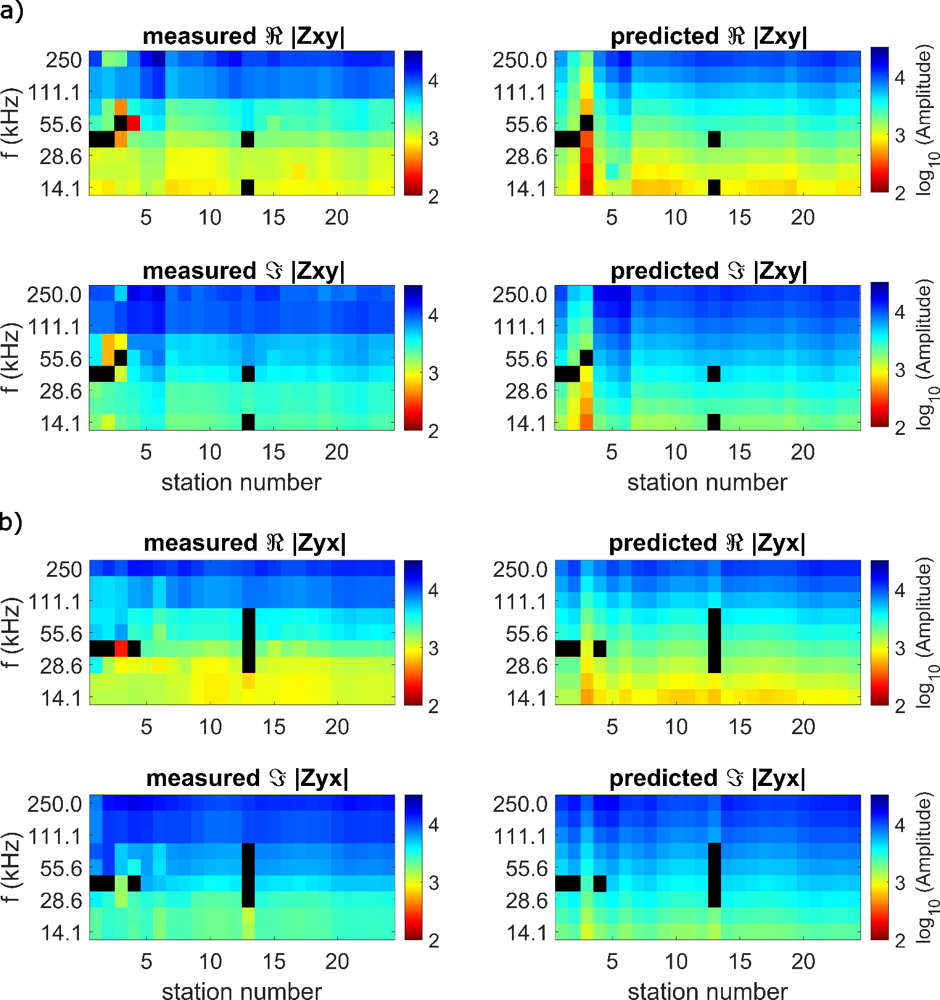 a)
measured ℜ |Zxy|
250
111.1
55.6
28.6
14.1
f (kHz)
5 10 15 20
4
3
2
predicted ℜ |Zxy|
250.0
111.1
55.6
28.6
14.1
5 10 15 20
4
3
2
log10 (Amplitude)
measured ℑ |Zxy|
250.0
111.1
55.6
28.6
14.1
f (kHz)
5 10 15 20
station number
4
3
2
predicted ℑ |Zxy|
250.0
111.1
55.6
28.6
14.1
5 10 15 20
station number
4
3
2
log10 (Amplitude)
b)
measured ℜ |Zyx|
250
111.1
55.6
28.6
14.1
f (kHz)
5 10 15 20
4
3
2
predicted ℜ |Zyx|
250.0
111.1
55.6
28.6
14.1
5 10 15 20
4
3
2
log10 (Amplitude)
measured ℑ |Zyx|
250.0
111.1
55.6
28.6
14.1
f (kHz)
5 10 15 20
station number
4
3
2
predicted ℑ |Zyx|
250.0
111.1
55.6
28.6
14.1
5 10 15 20
station number
4
3
2
log10 (Amplitude)